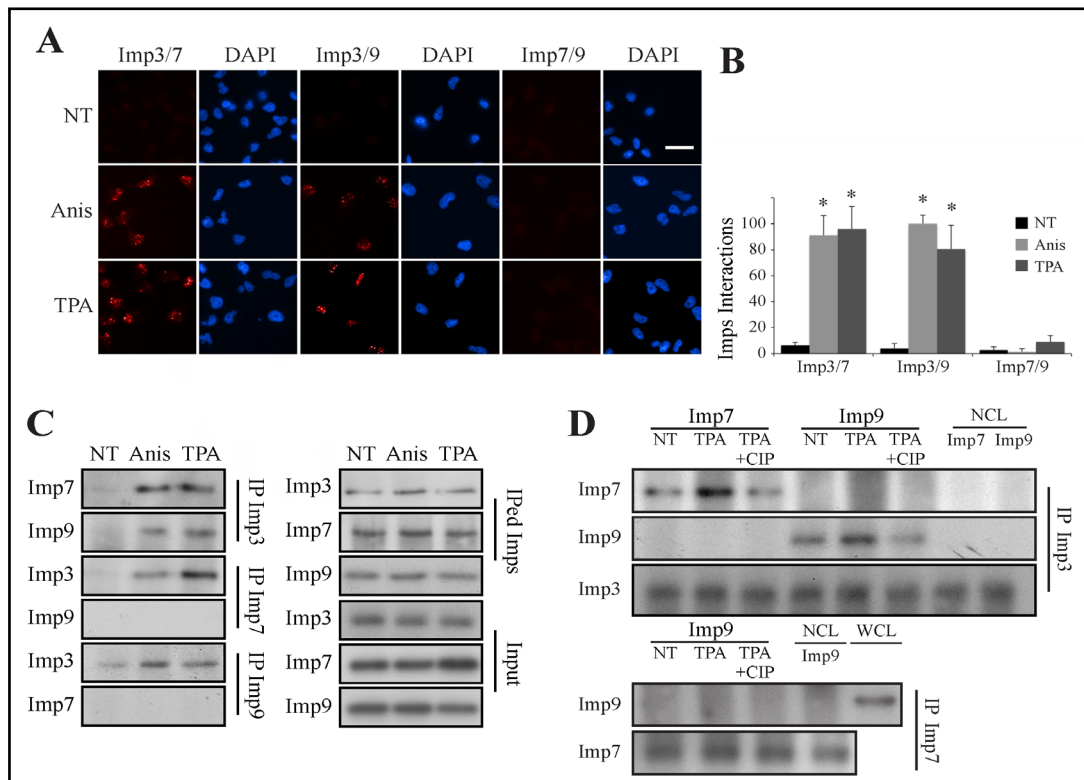 A
Imp3/7 DAPI Imp3/9 DAPI Imp7/9 DAPI
NT
Anis
TPA
B
Imps Interactions
100
80
60
40
20
0
* * * *
NT
Anis
TPA
Imp3/7 Imp3/9 Imp7/9
C
NT Anis TPA
Imp7
Imp9
IP Imp3
Imp3
Imp9
IP Imp7
Imp3
Imp7
IP Imp9
NT Anis TPA
Imp3
Imp7
Imp9
IPed Imps
Imp3
Imp7
Imp9
Input
D
Imp7 Imp9 NCL
NT TPA TPA +CIP NT TPA TPA +CIP Imp7 Imp9
Imp7
Imp9
Imp3
IP Imp3
Imp9 NCL WCL
NT TPA TPA +CIP Imp9
Imp9
Imp7
IP Imp7